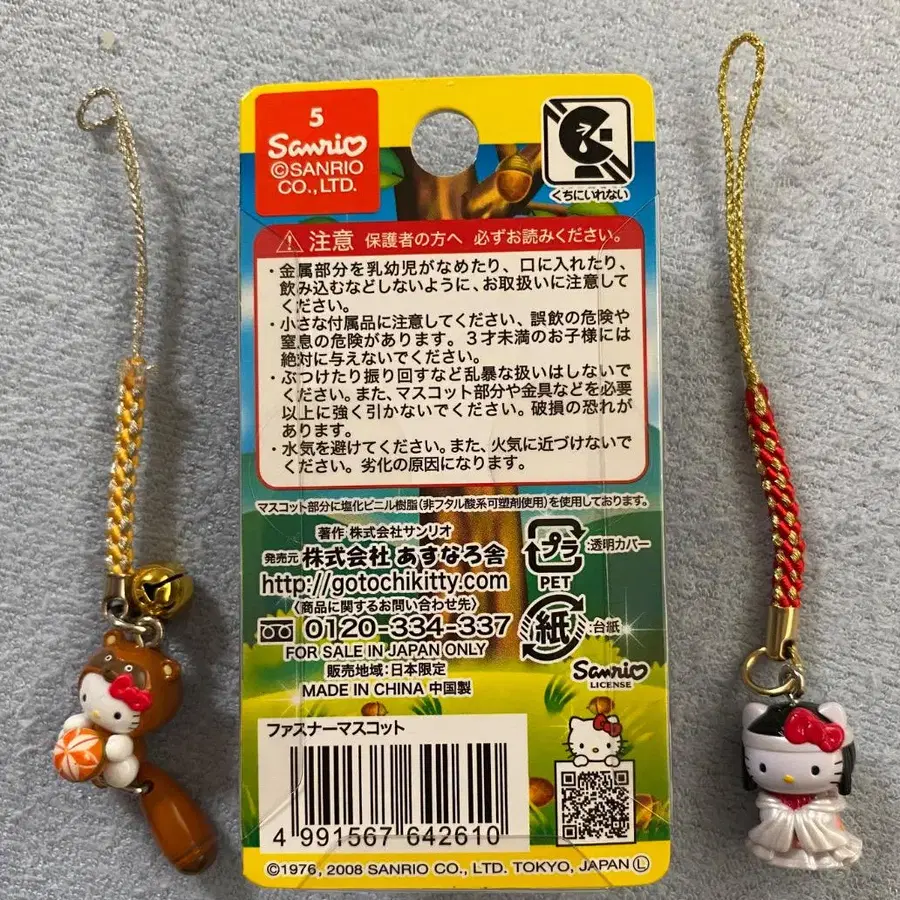 5
Sanrio
©SANRIO
CO., LTD.
くちにいれない
注意 保護者の方へ 必ずお読みください。
・金属部分を乳幼児がなめたり、口に入れたり、
飲み込むなどしないように、お取扱いに注意して
ください。
・小さな付属品に注意してください、誤飲の危険や
窒息の危険があります。3才未満のお子様には
絶対に与えないでください。
・ぶつけたり振り回すなど乱暴な扱いはしないで
ください。また、マスコット部分や金具などを必要
以上に強く引かないでください。破損の恐れが
あります。
・水気を避けてください。また、火気に近づけないで
ください。劣化の原因になります。
マスコット部分に塩化ビニル樹脂(非フタル酸系可塑剤使用)を使用しております。
著作 株式会社サンリオ
発売元 株式会社 あすなろ舎
http://gotochikitty.com
〈商品に関するお問い合わせ先〉
0120-334-337
FOR SALE IN JAPAN ONLY
販売地域:日本限定
MADE IN CHINA 中国製
プラ :透明カバー
PET
紙 :台紙
Sanrio
LICENSE
ファスナーマスコット
4 991567 642610
©1976, 2008 SANRIO CO., LTD. TOKYO, JAPAN Ⓛ